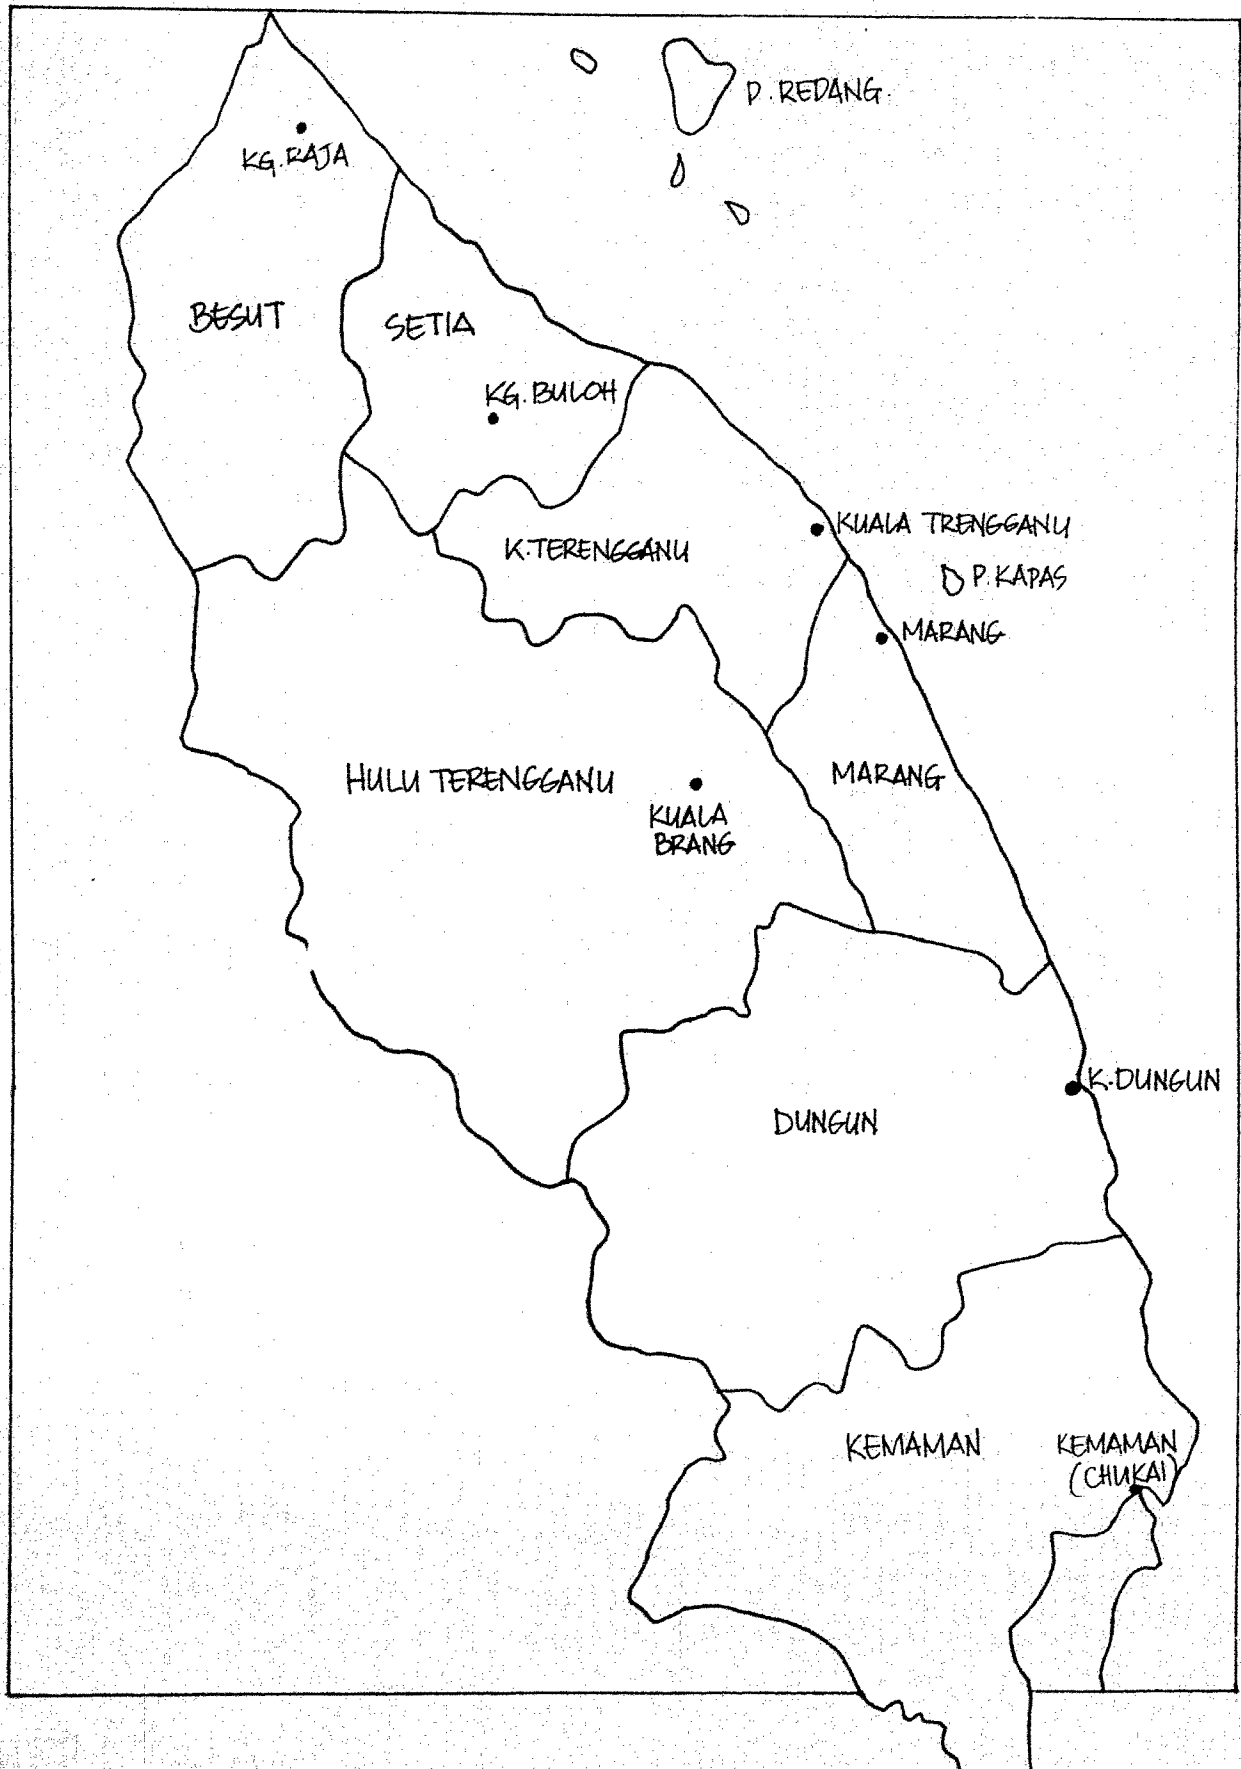 P. REDANG.
KG. RAJA
BESUT
SETIA
KG. BULOH
KUALA TRENGGANU
K. TERENGGANU
P. KAPAS
MARANG
HULU TERENGGANU
MARANG
KUALA
BRANG
K. DUNGUN
DUNGUN
KEMAMAN
KEMAMAN
(CHUKAI)